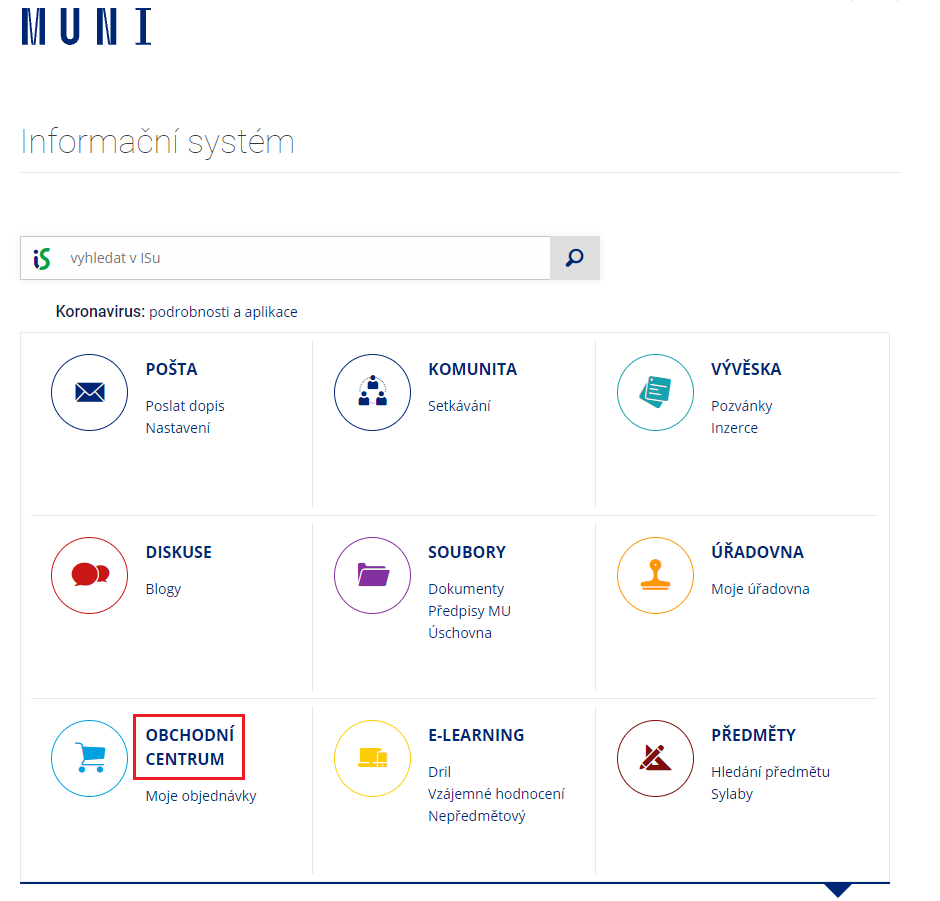 MUNI
Informační systém
iS vyhledat v ISu
Koronavirus: podrobnosti a aplikace
POŠTA
Poslat dopis
Nastavení
KOMUNITA
Setkávání
VÝVĚSKA
Pozvánky
Inzerce
DISKUSE
Blogy
SOUBORY
Dokumenty
Předpisy MU
Úschovna
ÚŘADOVNA
Moje úřadovna
OBCHODNÍ
CENTRUM
Moje objednávky
E-LEARNING
Dril
Vzájemné hodnocení
Nepředmětový
PŘEDMĚTY
Hledání předmětu
Sylaby